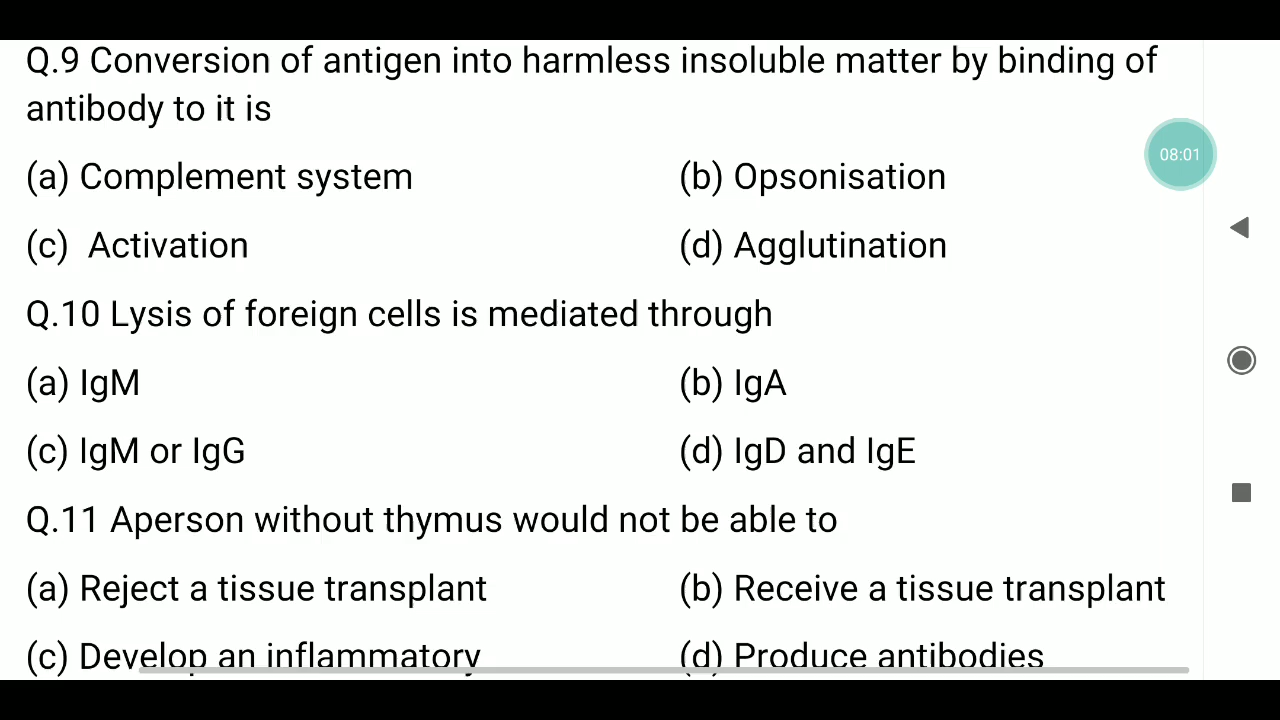 Q.9 Conversion of antigen into harmless insoluble matter by binding of
antibody to it is
08:01
(a) Complement system (b) Opsonisation
(c) Activation (d) Agglutination
Q.10 Lysis of foreign cells is mediated through
(a) IgM (b) IgA
(c) IgM or IgG (d) IgD and IgE
Q.11 Aperson without thymus would not be able to
(a) Reject a tissue transplant (b) Receive a tissue transplant
(c) Develop an inflammatory (d) Produce antibodies